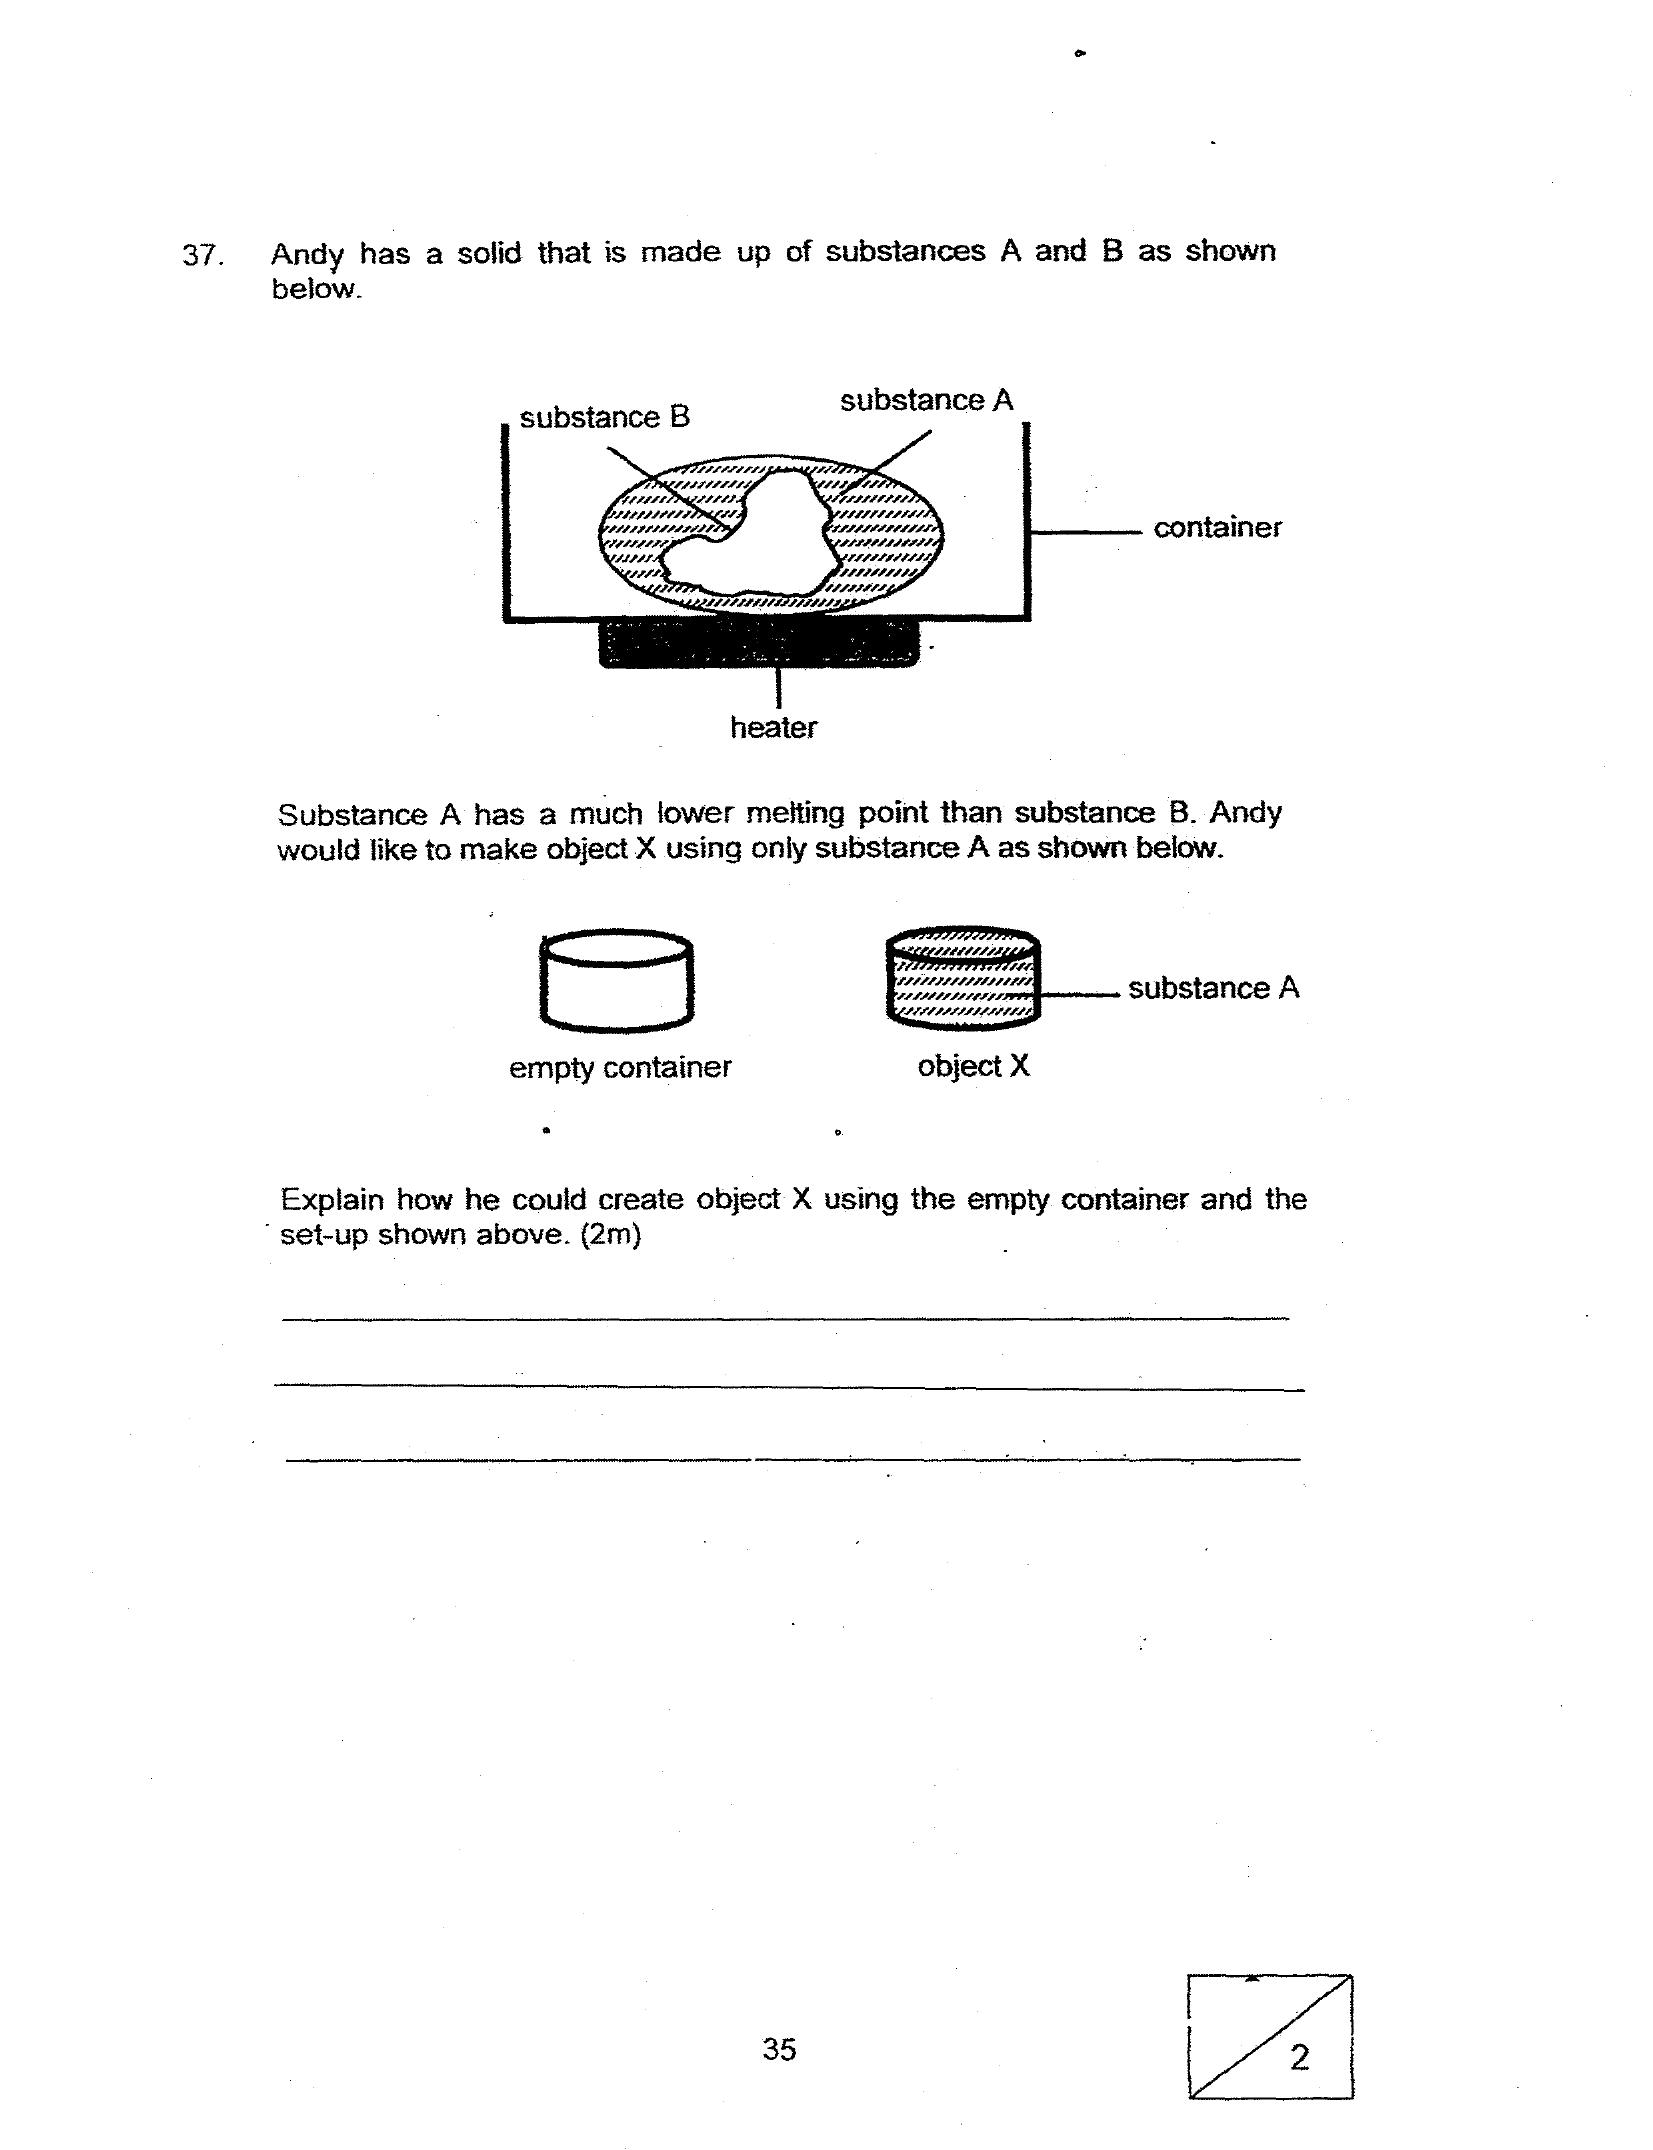 37. Andy has a solid that is made up of substances A and B as shown
below.
substance B
substance A
container
heater
Substance A has a much lower melting point than substance B. Andy
would like to make object X using only substance A as shown below.
substance A
empty container
object X
Explain how he could create object X using the empty container and the
set-up shown above. (2m)
35
2